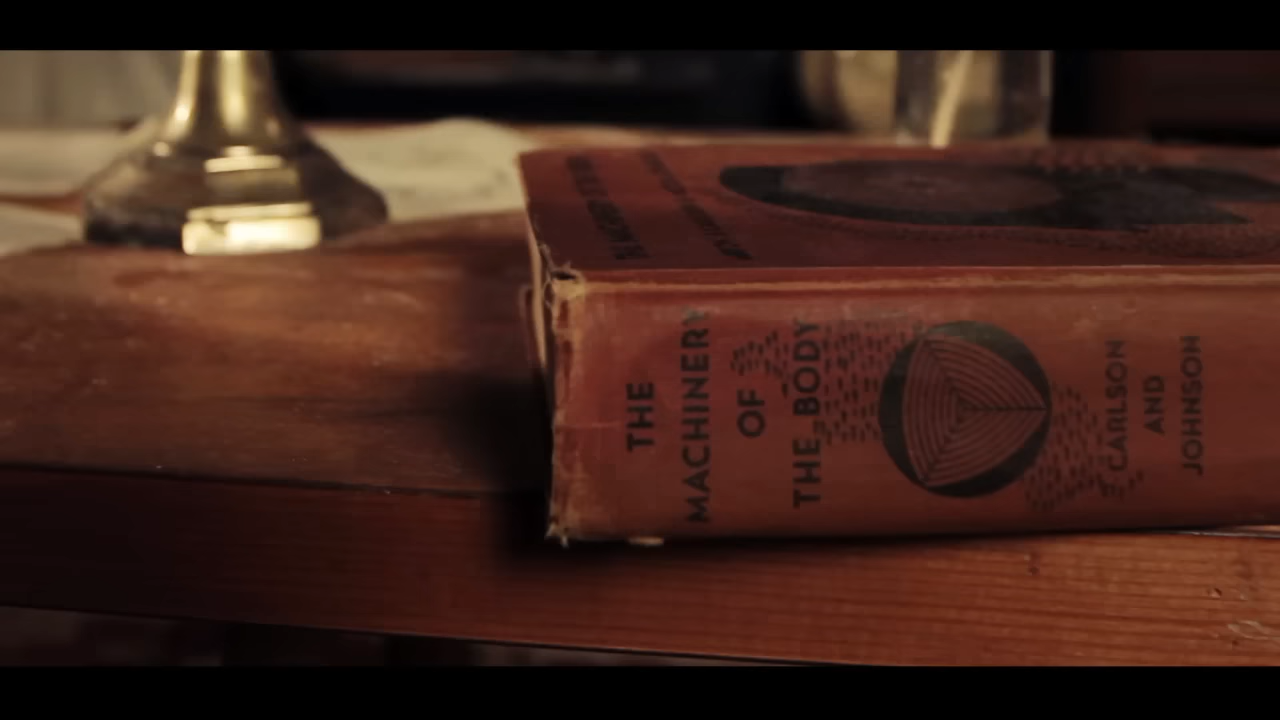 THE
MACHINERY
OF
THE BODY
CARLSON
AND
JOHNSON